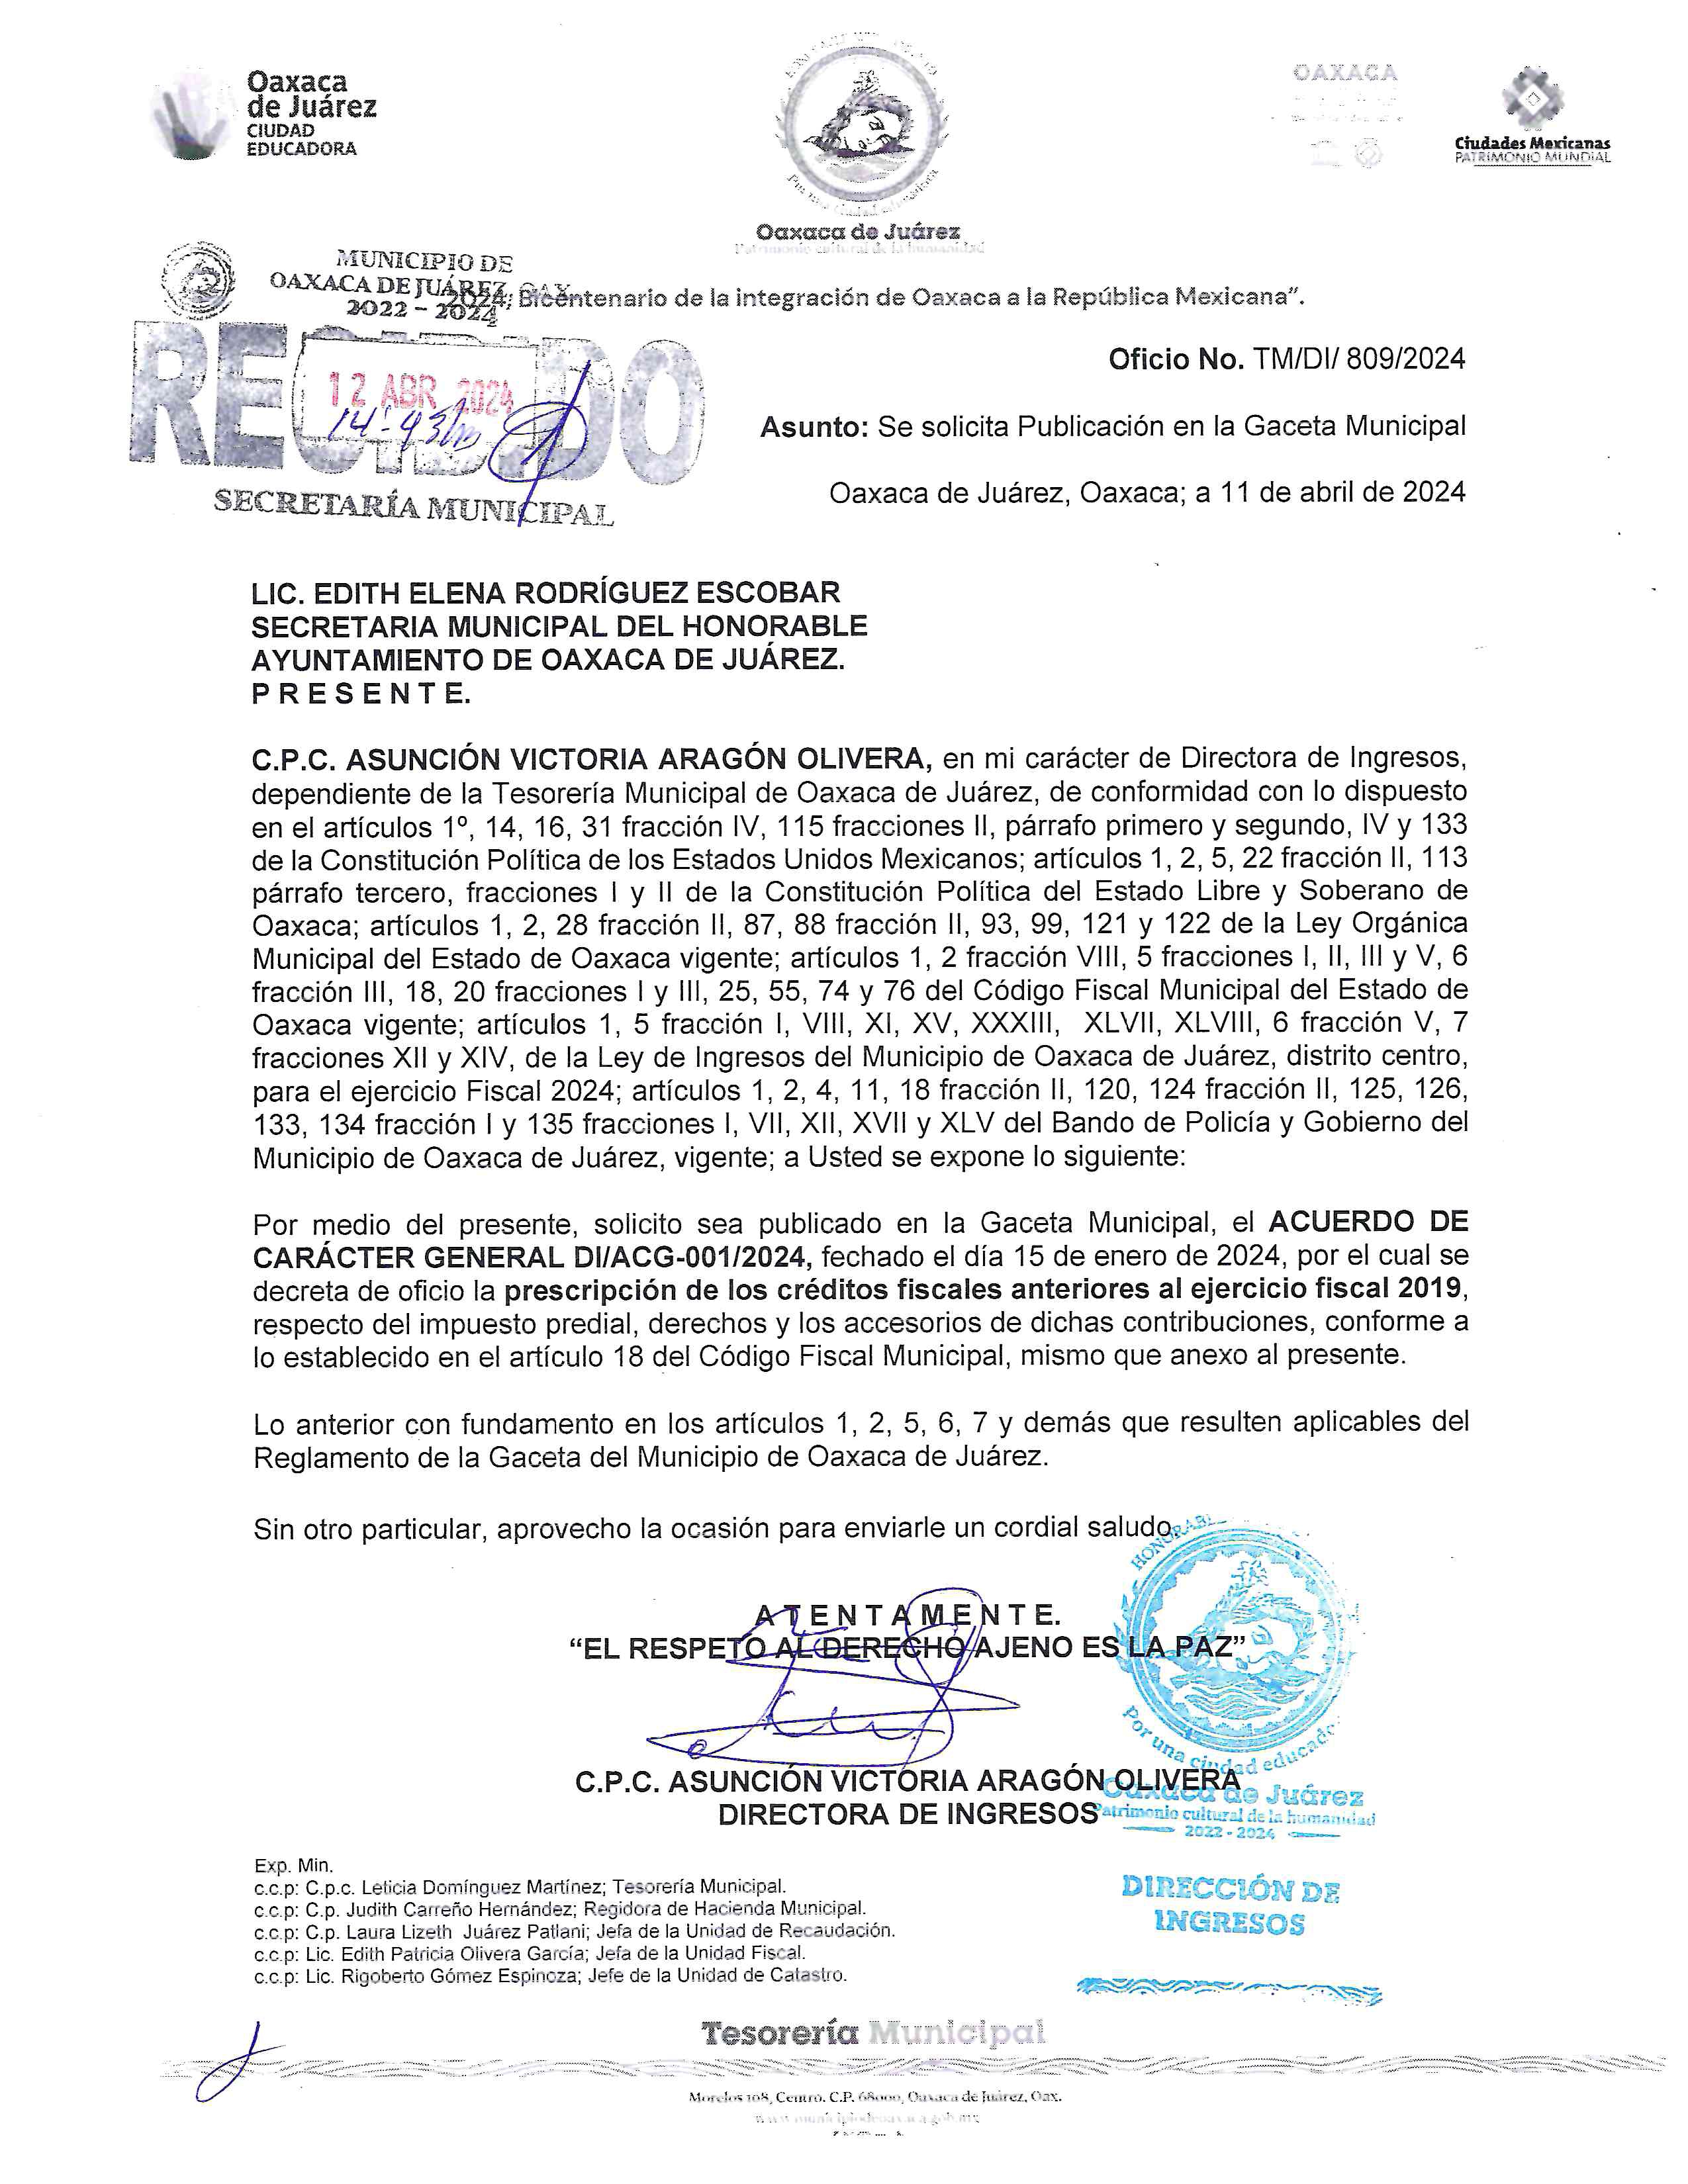 Oaxaca
de Juárez
CIUDAD
EDUCADORA
Oaxaca de Juárez
Patrimonio cultural de la humanidad
OAXACA
Ciudades Mexicanas
PATRIMONIO MUNDIAL
MUNICIPIO DE
OAXACA DE JUÁREZ, OAX.
2022 – 2024
"2024, Bicentenario de la integración de Oaxaca a la República Mexicana”.
RECIBIDO
12 ABR 2024
SECRETARÍA MUNICIPAL
Oficio No. TM/DI/ 809/2024
Asunto: Se solicita Publicación en la Gaceta Municipal
Oaxaca de Juárez, Oaxaca; a 11 de abril de 2024
LIC. EDITH ELENA RODRÍGUEZ ESCOBAR
SECRETARIA MUNICIPAL DEL HONORABLE
AYUNTAMIENTO DE OAXACA DE JUÁREZ.
P R E S E N T E.
C.P.C. ASUNCIÓN VICTORIA ARAGÓN OLIVERA, en mi carácter de Directora de Ingresos,
dependiente de la Tesorería Municipal de Oaxaca de Juárez, de conformidad con lo dispuesto
en el artículos 1º, 14, 16, 31 fracción IV, 115 fracciones II, párrafo primero y segundo, IV y 133
de la Constitución Política de los Estados Unidos Mexicanos; artículos 1, 2, 5, 22 fracción II, 113
párrafo tercero, fracciones I y II de la Constitución Política del Estado Libre y Soberano de
Oaxaca; artículos 1, 2, 28 fracción II, 87, 88 fracción II, 93, 99, 121 y 122 de la Ley Orgánica
Municipal del Estado de Oaxaca vigente; artículos 1, 2 fracción VIII, 5 fracciones I, II, III y V, 6
fracción III, 18, 20 fracciones I y III, 25, 55, 74 y 76 del Código Fiscal Municipal del Estado de
Oaxaca vigente; artículos 1, 5 fracción I, VIII, XI, XV, XXXIII, XLVII, XLVIII, 6 fracción V, 7
fracciones XII y XIV, de la Ley de Ingresos del Municipio de Oaxaca de Juárez, distrito centro,
para el ejercicio Fiscal 2024; artículos 1, 2, 4, 11, 18 fracción II, 120, 124 fracción II, 125, 126,
133, 134 fracción I y 135 fracciones I, VII, XII, XVII y XLV del Bando de Policía y Gobierno del
Municipio de Oaxaca de Juárez, vigente; a Usted se expone lo siguiente:
Por medio del presente, solicito sea publicado en la Gaceta Municipal, el ACUERDO DE
CARÁCTER GENERAL DI/ACG-001/2024, fechado el día 15 de enero de 2024, por el cual se
decreta de oficio la prescripción de los créditos fiscales anteriores al ejercicio fiscal 2019,
respecto del impuesto predial, derechos y los accesorios de dichas contribuciones, conforme a
lo establecido en el artículo 18 del Código Fiscal Municipal, mismo que anexo al presente.
Lo anterior con fundamento en los artículos 1, 2, 5, 6, 7 y demás que resulten aplicables del
Reglamento de la Gaceta del Municipio de Oaxaca de Juárez.
Sin otro particular, aprovecho la ocasión para enviarle un cordial saludo.
A T E N T A M E N T E.
“EL RESPETO AL DERECHO AJENO ES LA PAZ”
Por una ciudad educadora
C.P.C. ASUNCIÓN VICTORIA ARAGÓN OLIVERA
DIRECTORA DE INGRESOS
Oaxaca de Juárez
Patrimonio cultural de la humanidad
2022 - 2024
DIRECCIÓN DE
INGRESOS
Exp. Min.
c.c.p: C.p.c. Leticia Domínguez Martínez; Tesorería Municipal.
c.c.p: C.p. Judith Carreño Hernández; Regidora de Hacienda Municipal.
c.c.p: C.p. Laura Lizeth Juárez Patlani; Jefa de la Unidad de Recaudación.
c.c.p: Lic. Edith Patricia Olivera García; Jefa de la Unidad Fiscal.
c.c.p: Lic. Rigoberto Gómez Espinoza; Jefe de la Unidad de Catastro.
Tesorería Municipal
Morelos 108, Centro. C.P. 68000, Oaxaca de Juárez, Oax.
www.municipiodeoaxaca.gob.mx